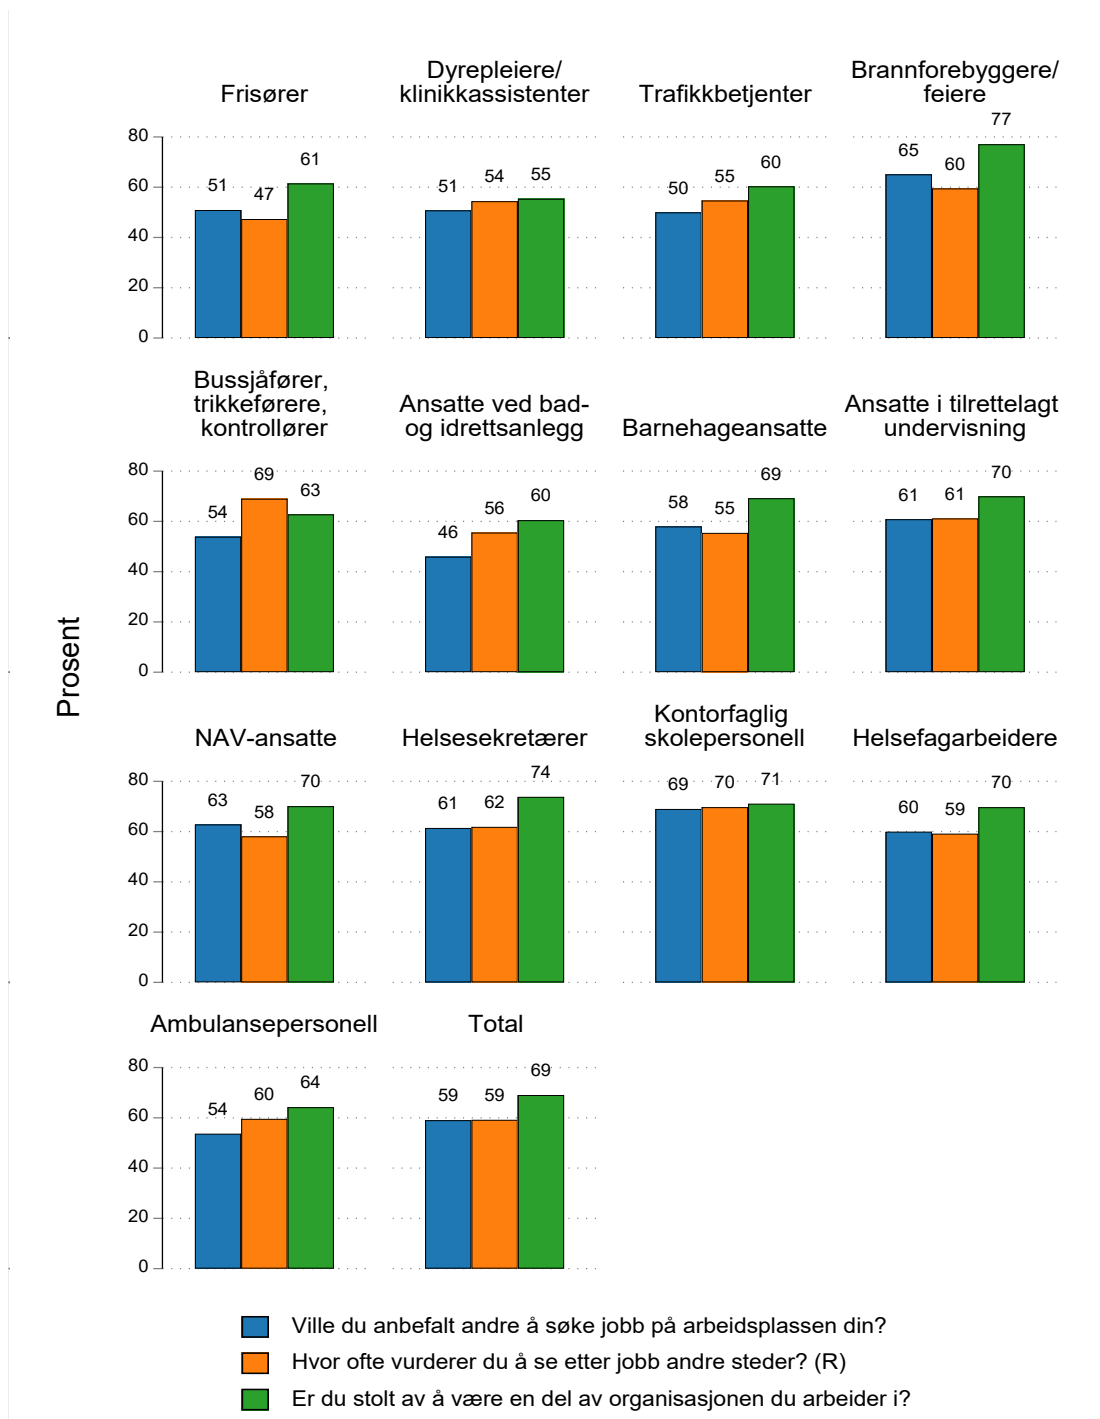 Frisører
Dyrepleiere/
klinikkassistenter
Trafikkbetjenter
Brannforebyggere/
feiere
80
60
40
20
0
51
47
61
51
54
55
50
55
60
65
60
77
Bussjåfører,
trikkeførere,
kontrollører
Ansatte ved bad-
og idrettsanlegg
Barnehageansatte
Ansatte i tilrettelagt
undervisning
80
60
40
20
0
54
69
63
46
56
60
58
55
69
61
61
70
Prosent
NAV-ansatte
Helsesekretærer
Kontorfaglig
skolepersonell
Helsefagarbeidere
80
60
40
20
0
63
58
70
61
62
74
69
70
71
60
59
70
Ambulansepersonell
Total
80
60
40
20
0
54
60
64
59
59
69
Ville du anbefalt andre å søke jobb på arbeidsplassen din?
Hvor ofte vurderer du å se etter jobb andre steder? (R)
Er du stolt av å være en del av organisasjonen du arbeider i?